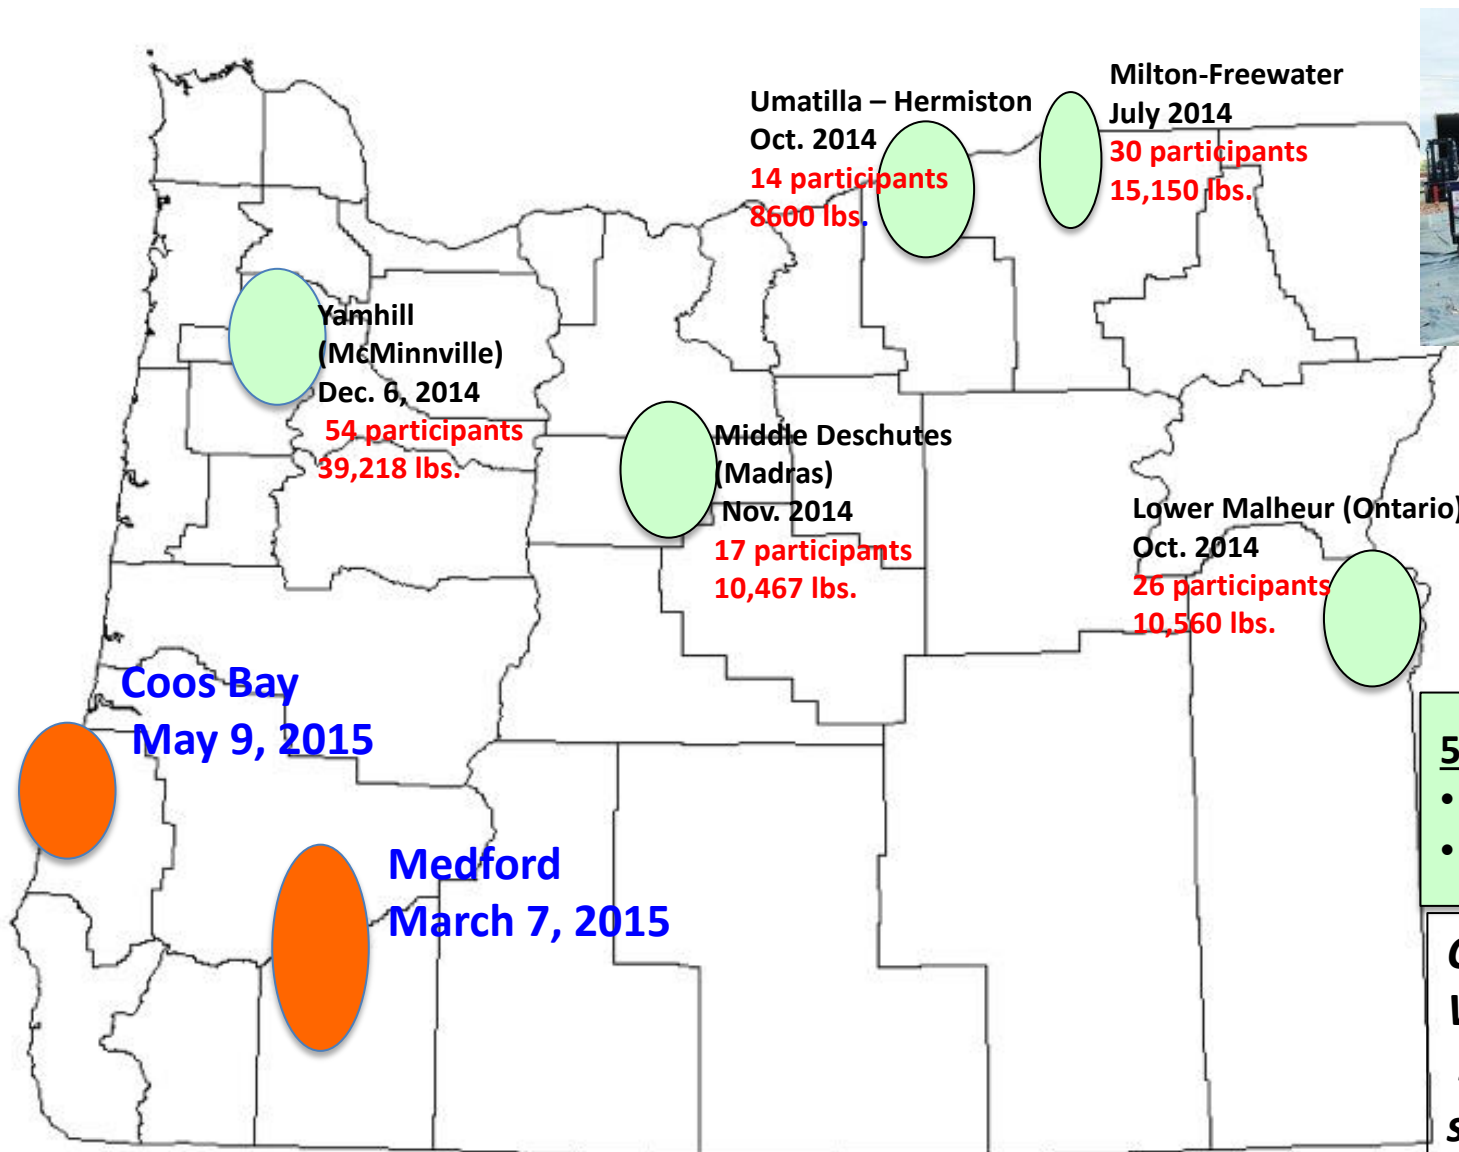 Umatilla – Hermiston
Oct. 2014
14 participants
8600 lbs.
Milton-Freewater
July 2014
30 participants
15,150 lbs.
Yamhill
(McMinnville)
Dec. 6, 2014
54 participants
39,218 lbs.
Middle Deschutes
(Madras)
Nov. 2014
17 participants
10,467 lbs.
Lower Malheur (Ontario)
Oct. 2014
26 participants
10,560 lbs.
Coos Bay
May 9, 2015
Medford
March 7, 2015
5
•
•